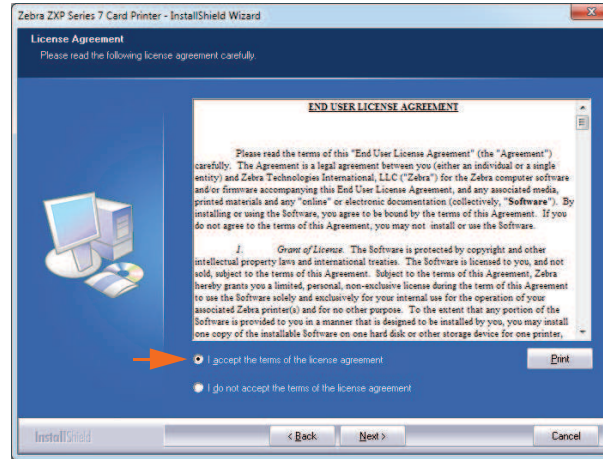 Zebra ZXP Series 7 Card Printer - InstallShield Wizard
License Agreement
Please read the following license agreement carefully.
END USER LICENSE AGREEMENT
Please read the terms of this "End User License Agreement" (the "Agreement")
carefully. The Agreement is a legal agreement between you (either an individual or a single
entity) and Zebra Technologies International, LLC ("Zebra") for the Zebra computer software
and/or firmware accompanying this End User License Agreement, and any associated media,
printed materials and any "online" or electronic documentation (collectively, "Software"). By
installing or using the Software, you agree to be bound by the terms of this Agreement. If you
do not agree to the terms of this Agreement, you may not install or use the Software.
1. Grant of License. The Software is protected by copyright and other
intellectual property laws and international treaties. The Software is licensed to you, and not
sold, subject to the terms of this Agreement. Subject to the terms of this Agreement, Zebra
hereby grants you a limited, personal, non-exclusive license during the term of this Agreement
to use the Software solely and exclusively for your internal use for the operation of your
associated Zebra printer(s) and for no other purpose. To the extent that any portion of the
Software is provided to you in a manner that is designed to be installed by you, you may install
one copy of the installable Software on one hard disk or other storage device for one printer,
I accept the terms of the license agreement
Print
I do not accept the terms of the license agreement
InstallShield
< Back
Next >
Cancel